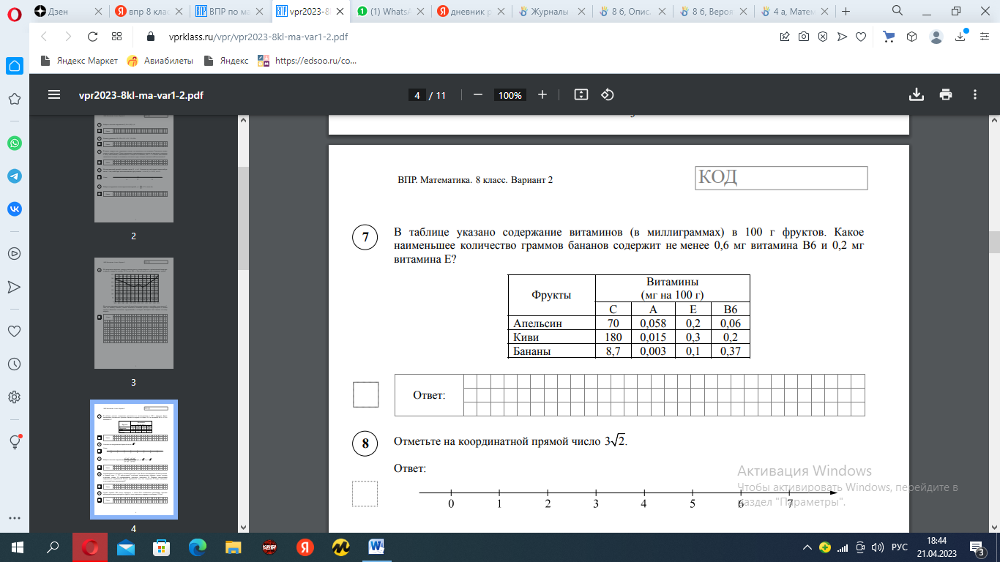 Дзен
впр 8 клас
ВПР по ма
vpr2023-8
(1) WhatsA
дневник р
Журналы
8 б, Опис
8 б, Вероя
4 а, Матем
vprklass.ru/vpr/vpr2023-8kl-ma-var1-2.pdf
Яндекс Маркет
Авиабилеты
Яндекс
https://edsoo.ru/co...
vpr2023-8kl-ma-var1-2.pdf
4 / 11
100%
2
3
4
ВПР. Математика. 8 класс. Вариант 2
КОД
7
В таблице указано содержание витаминов (в миллиграммах) в 100 г фруктов. Какое
наименьшее количество граммов бананов содержит не менее 0,6 мг витамина B6 и 0,2 мг
витамина E?
Фрукты
Витамины
(мг на 100 г)
C A E B6
Апельсин 70 0,058 0,2 0,06
Киви 180 0,015 0,3 0,2
Бананы 8,7 0,003 0,1 0,37
Ответ:
8
Отметьте на координатной прямой число 3√2.
Ответ:
0 1 2 3 4 5 6 7
Активация Windows
Чтобы активировать Windows, перейдите в
раздел "Параметры".
РУС
18:44
21.04.2023
3